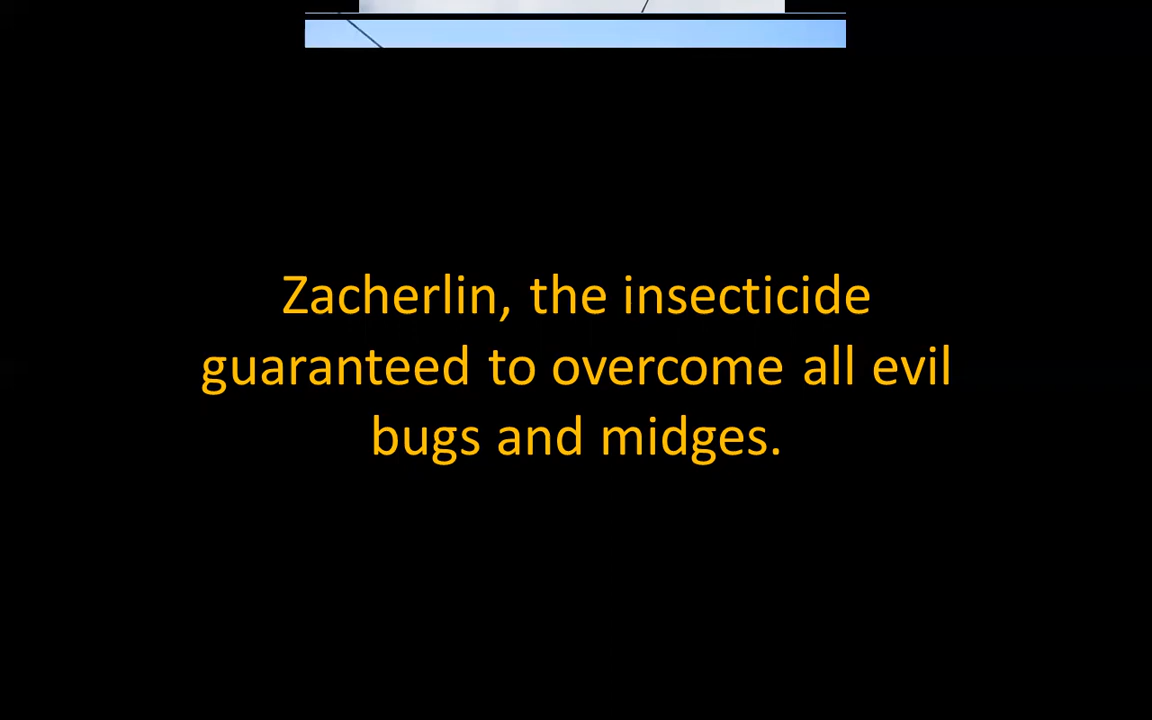 Zacherlin, the insecticide
guaranteed to overcome all evil
bugs and midges.